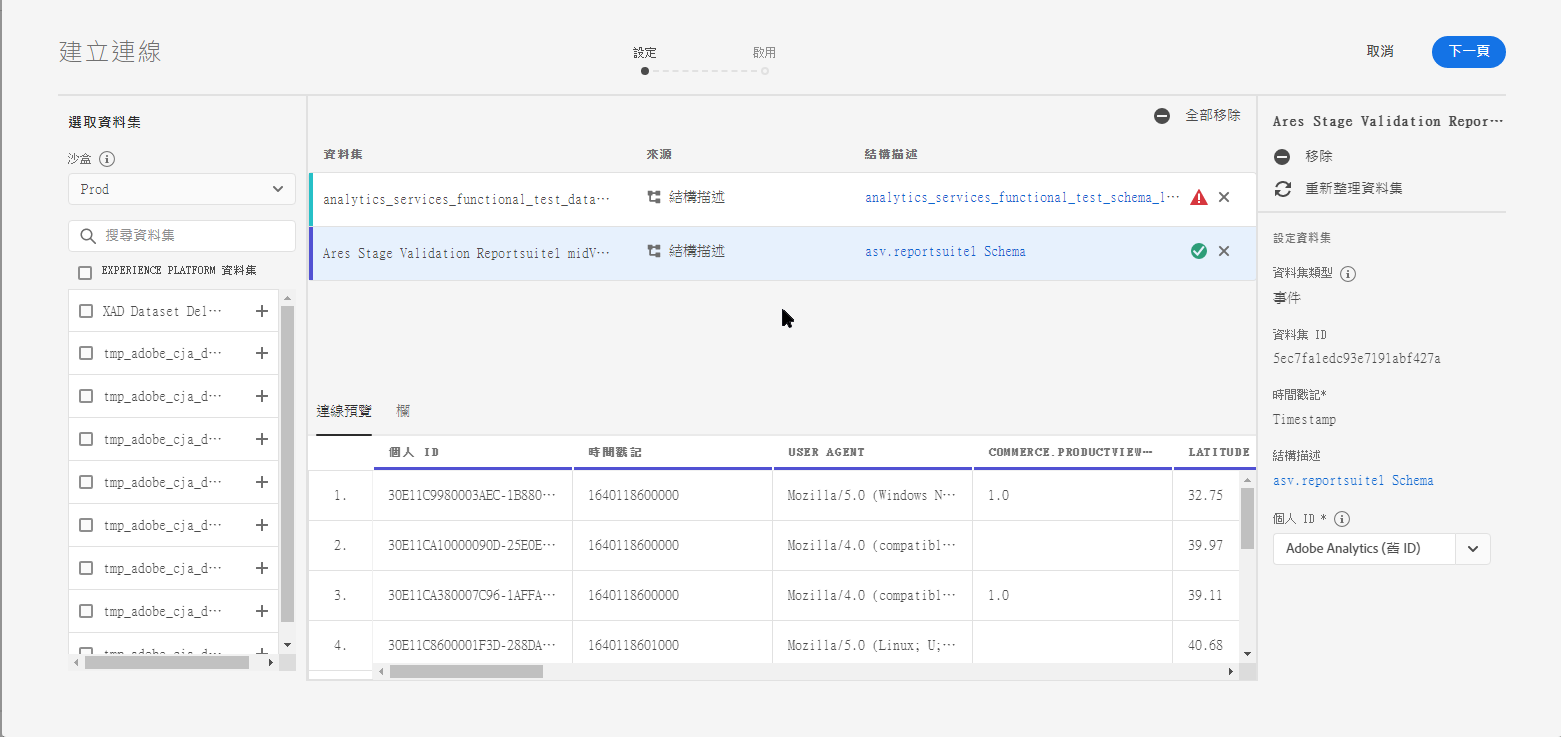 建立連線
設定
啟用
取消
下一頁
選取資料集
沙盒
Prod
搜尋資料集
EXPERIENCE PLATFORM 資料集
XAD Dataset Del⋯
tmp_adobe_cja_d⋯
tmp_adobe_cja_d⋯
tmp_adobe_cja_d⋯
tmp_adobe_cja_d⋯
tmp_adobe_cja_d⋯
tmp_adobe_cja_d⋯
tmp_adobe_cja_d⋯
tmp_adobe_cja_d⋯
全部移除
資料集 來源 結構描述
analytics_services_functional_test_data⋯ 結構描述 analytics_services_functional_test_schema_l⋯
Ares Stage Validation Reportsuite1 midV⋯ 結構描述 asv.reportsuite1 Schema
連線預覽 欄
個人 ID 時間戳記 USER AGENT COMMERCE.PRODUCTVIEW⋯ LATITUDE
1. 30E11C9980003AEC-1B880⋯ 1640118600000 Mozilla/5.0 (Windows N⋯ 1.0 32.75
2. 30E11CA10000090D-25E0E⋯ 1640118600000 Mozilla/4.0 (compatibl⋯ 39.97
3. 30E11CA380007C96-1AFFA⋯ 1640118600000 Mozilla/4.0 (compatibl⋯ 1.0 39.11
4. 30E11C8600001F3D-288DA⋯ 1640118601000 Mozilla/5.0 (Linux; U;⋯ 40.68
Ares Stage Validation Repor⋯
移除
重新整理資料集
設定資料集
資料集類型
事件
資料集 ID
5ec7fa1edc93e7191abf427a
時間戳記*
Timestamp
結構描述
asv.reportsuite1 Schema
個人 ID *
Adobe Analytics (舊 ID)